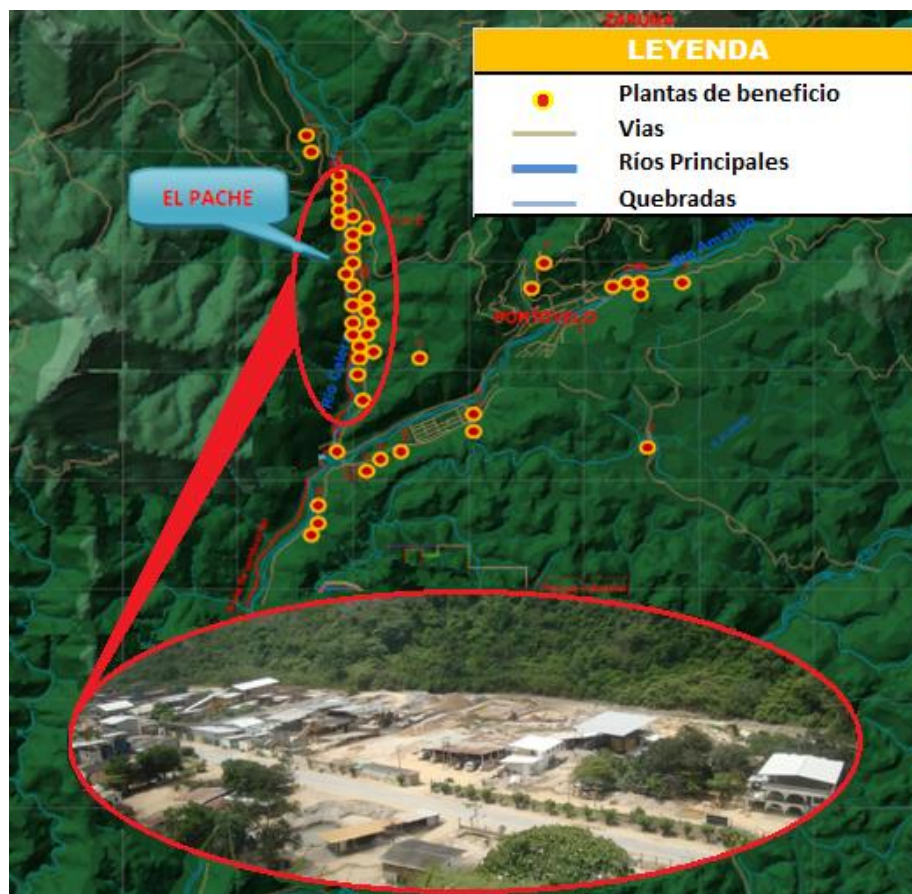 ZARUMA
LEYENDA
Plantas de beneficio
Vias
Ríos Principales
Quebradas
EL PACHE
Río Amarillo
PORTOVELO
Río Calera